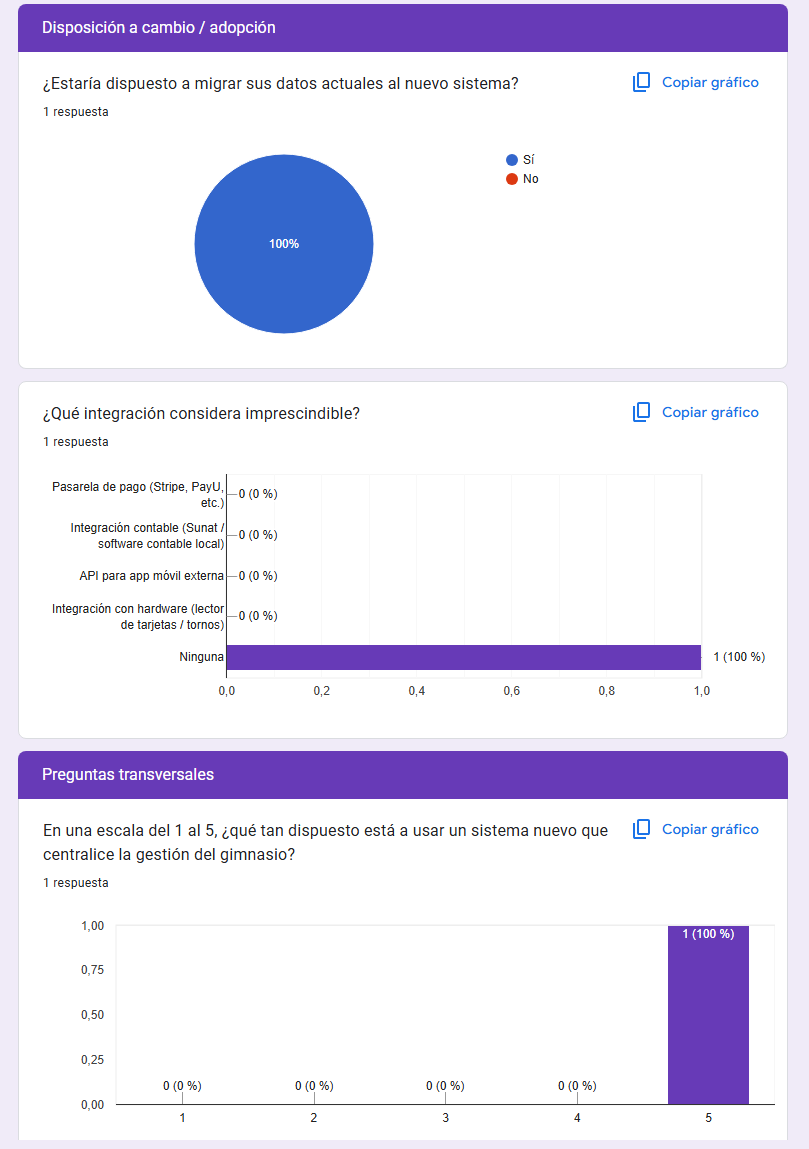 Disposición a cambio / adopción
¿Estaría dispuesto a migrar sus datos actuales al nuevo sistema?
Copiar gráfico
1 respuesta
Sí
No
100%
¿Qué integración considera imprescindible?
Copiar gráfico
1 respuesta
Pasarela de pago (Stripe, PayU,
etc.)
0 (0 %)
Integración contable (Sunat /
software contable local)
0 (0 %)
API para app móvil externa
0 (0 %)
Integración con hardware (lector
de tarjetas / tornos)
0 (0 %)
Ninguna
1 (100 %)
0,0 0,2 0,4 0,6 0,8 1,0
Preguntas transversales
En una escala del 1 al 5, ¿qué tan dispuesto está a usar un sistema nuevo que
centralice la gestión del gimnasio?
Copiar gráfico
1 respuesta
1,00
0,75
0,50
0,25
0,00
0 (0 %) 0 (0 %) 0 (0 %) 0 (0 %) 1 (100 %)
1 2 3 4 5